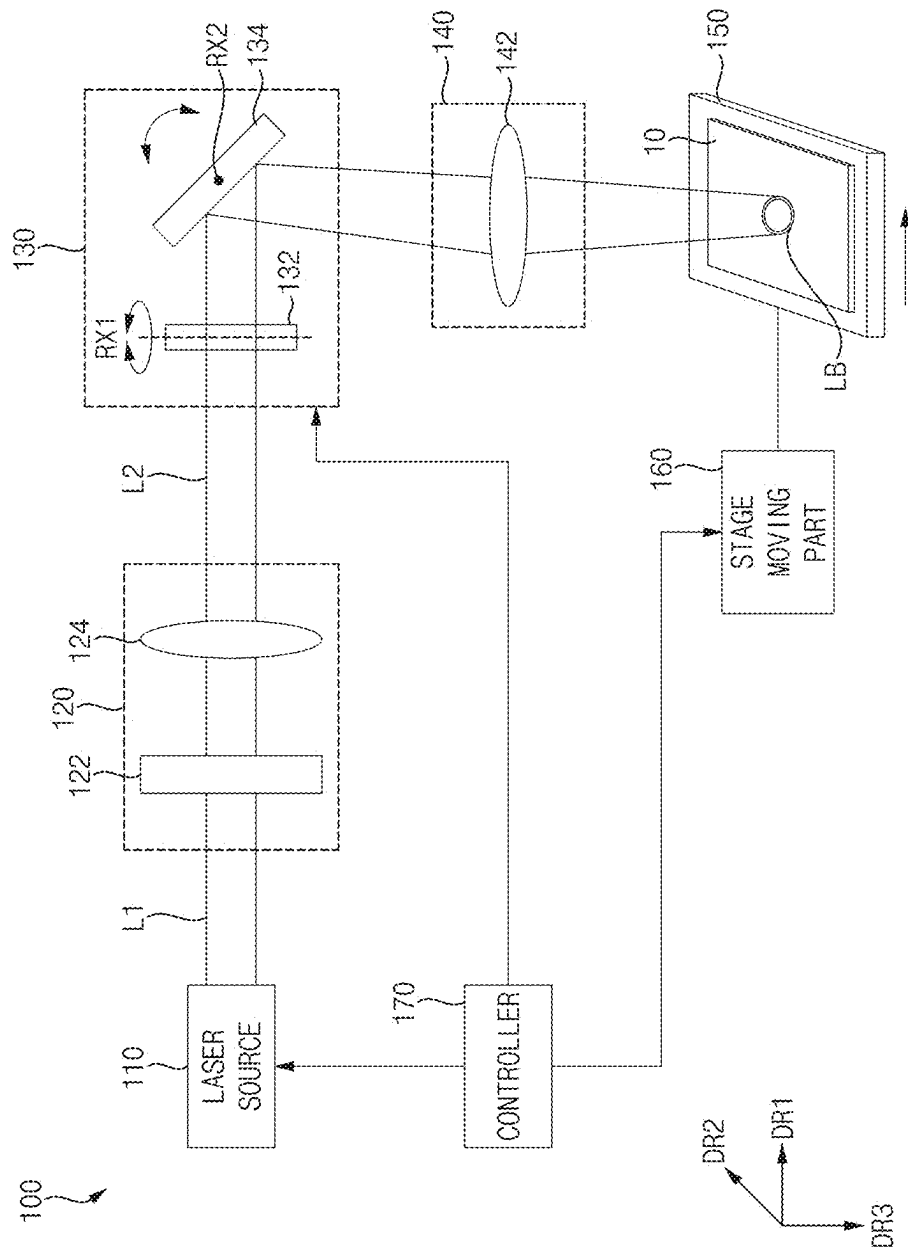 100
110
LASER
SOURCE
L1
120
122
124
L2
130
RX1
132
134
RX2
140
142
170
CONTROLLER
160
STAGE
MOVING
PART
10
150
LB
DR2
DR1
DR3